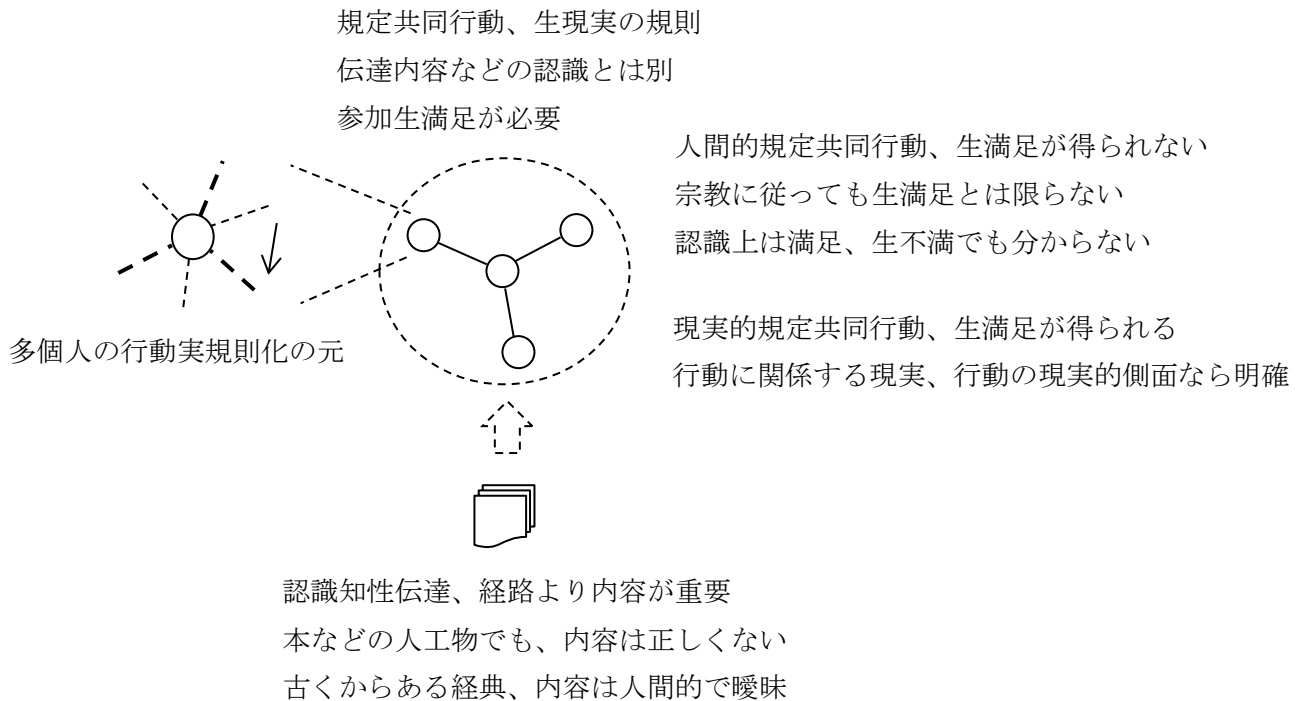 規定共同行動、生現実の規則
伝達内容などの認識とは別
参加生満足が必要
人間的規定共同行動、生満足が得られない
宗教に従っても生満足とは限らない
認識上は満足、生不満でも分からない
現実的規定共同行動、生満足が得られる
行動に関係する現実、行動の現実的側面なら明確
多個人の行動実規則化の元
認識知性伝達、経路より内容が重要
本などの人工物でも、内容は正しくない
古くからある経典、内容は人間的で曖昧